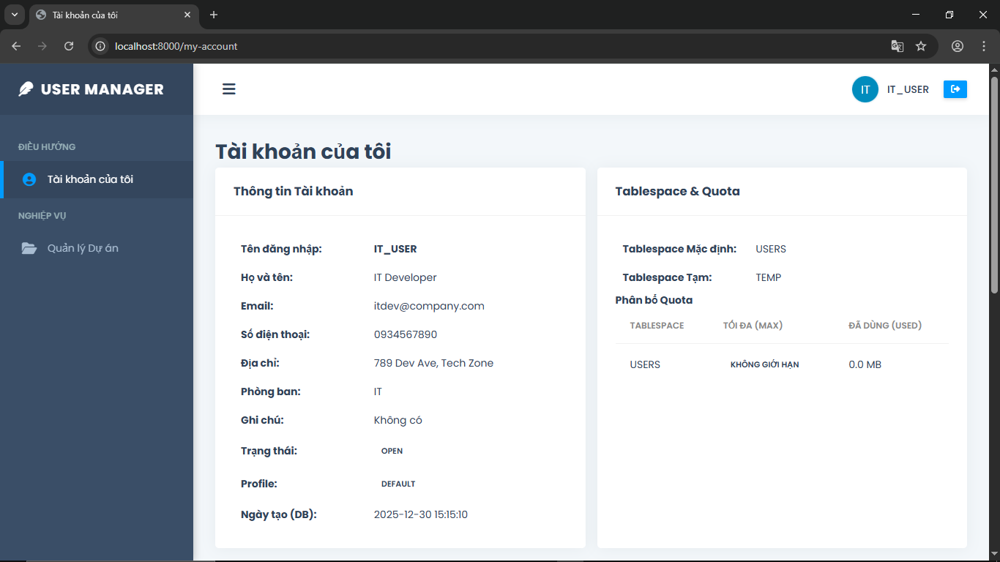 Tài khoản của tôi
localhost:8000/my-account
USER MANAGER
IT IT_USER
ĐIỀU HƯỚNG
Tài khoản của tôi
NGHIỆP VỤ
Quản lý Dự án
Tài khoản của tôi
Thông tin Tài khoản
Tên đăng nhập: IT_USER
Họ và tên: IT Developer
Email: itdev@company.com
Số điện thoại: 0934567890
Địa chỉ: 789 Dev Ave, Tech Zone
Phòng ban: IT
Ghi chú: Không có
Trạng thái: OPEN
Profile: DEFAULT
Ngày tạo (DB): 2025-12-30 15:15:10
Tablespace & Quota
Tablespace Mặc định: USERS
Tablespace Tạm: TEMP
Phân bổ Quota
TABLESPACE TỐI ĐA (MAX) ĐÃ DÙNG (USED)
USERS KHÔNG GIỚI HẠN 0.0 MB